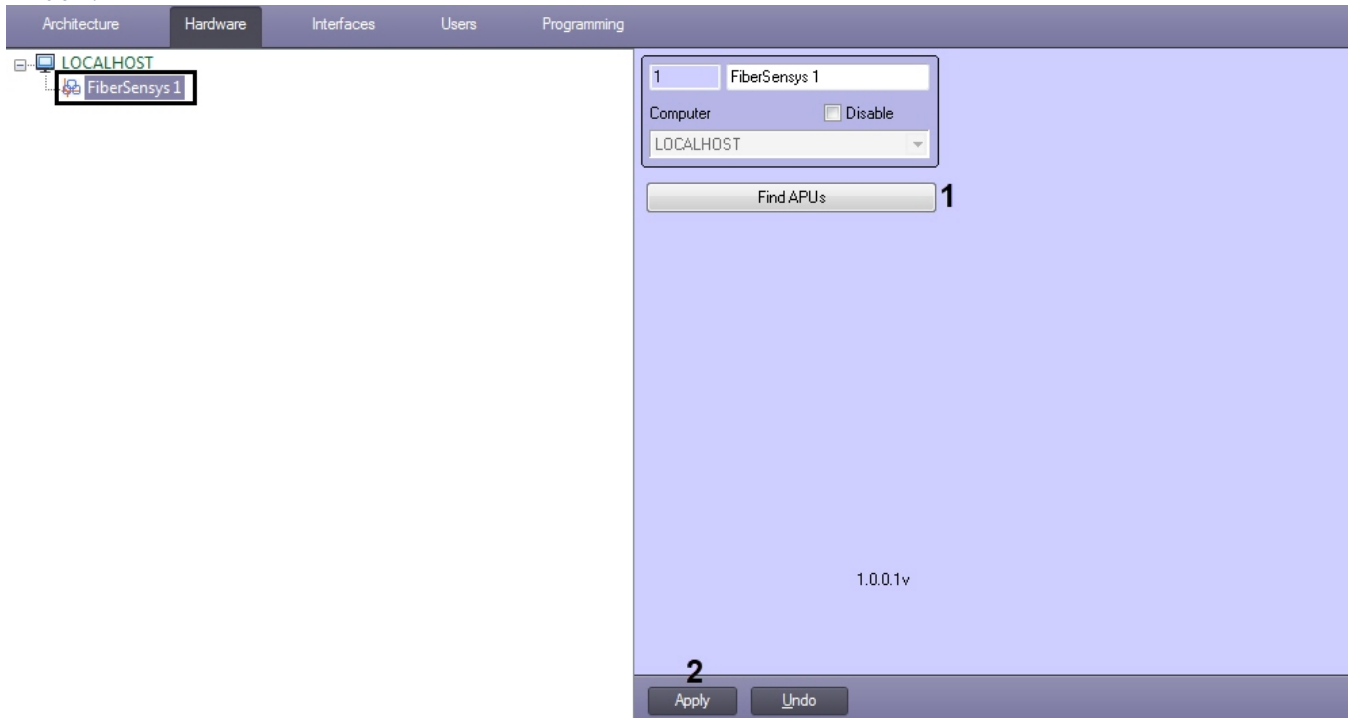 Architecture Hardware Interfaces Users Programming
LOCALHOST
FiberSensys 1
1 FiberSensys 1
Computer Disable
LOCALHOST
Find APUs 1
1.0.0.1v
2
Apply Undo